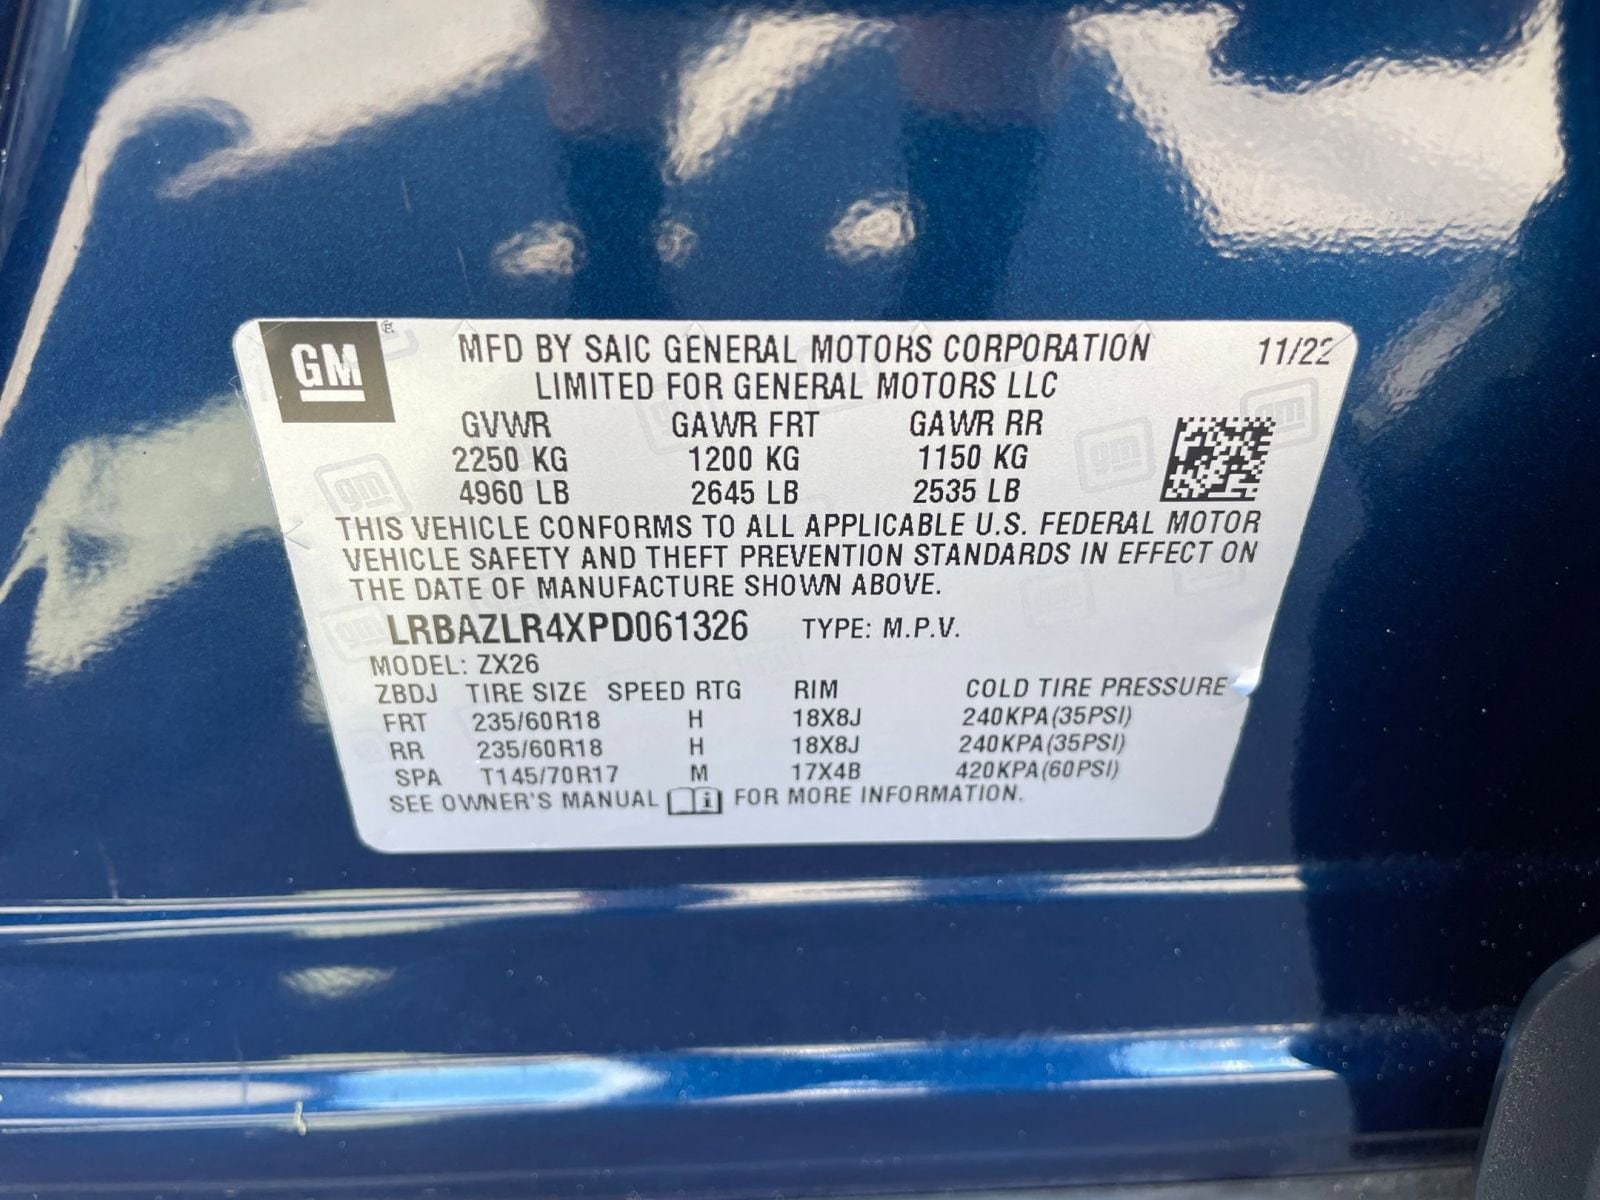 GM ®
MFD BY SAIC GENERAL MOTORS CORPORATION 11/22
LIMITED FOR GENERAL MOTORS LLC
GVWR GAWR FRT GAWR RR
2250 KG 1200 KG 1150 KG
4960 LB 2645 LB 2535 LB
THIS VEHICLE CONFORMS TO ALL APPLICABLE U.S. FEDERAL MOTOR
VEHICLE SAFETY AND THEFT PREVENTION STANDARDS IN EFFECT ON
THE DATE OF MANUFACTURE SHOWN ABOVE.
LRBAZLR4XPD061326 TYPE: M.P.V.
MODEL: ZX26
ZBDJ TIRE SIZE SPEED RTG RIM COLD TIRE PRESSURE
FRT 235/60R18 H 18X8J 240KPA(35PSI)
RR 235/60R18 H 18X8J 240KPA(35PSI)
SPA T145/70R17 M 17X4B 420KPA(60PSI)
SEE OWNER'S MANUAL i FOR MORE INFORMATION.